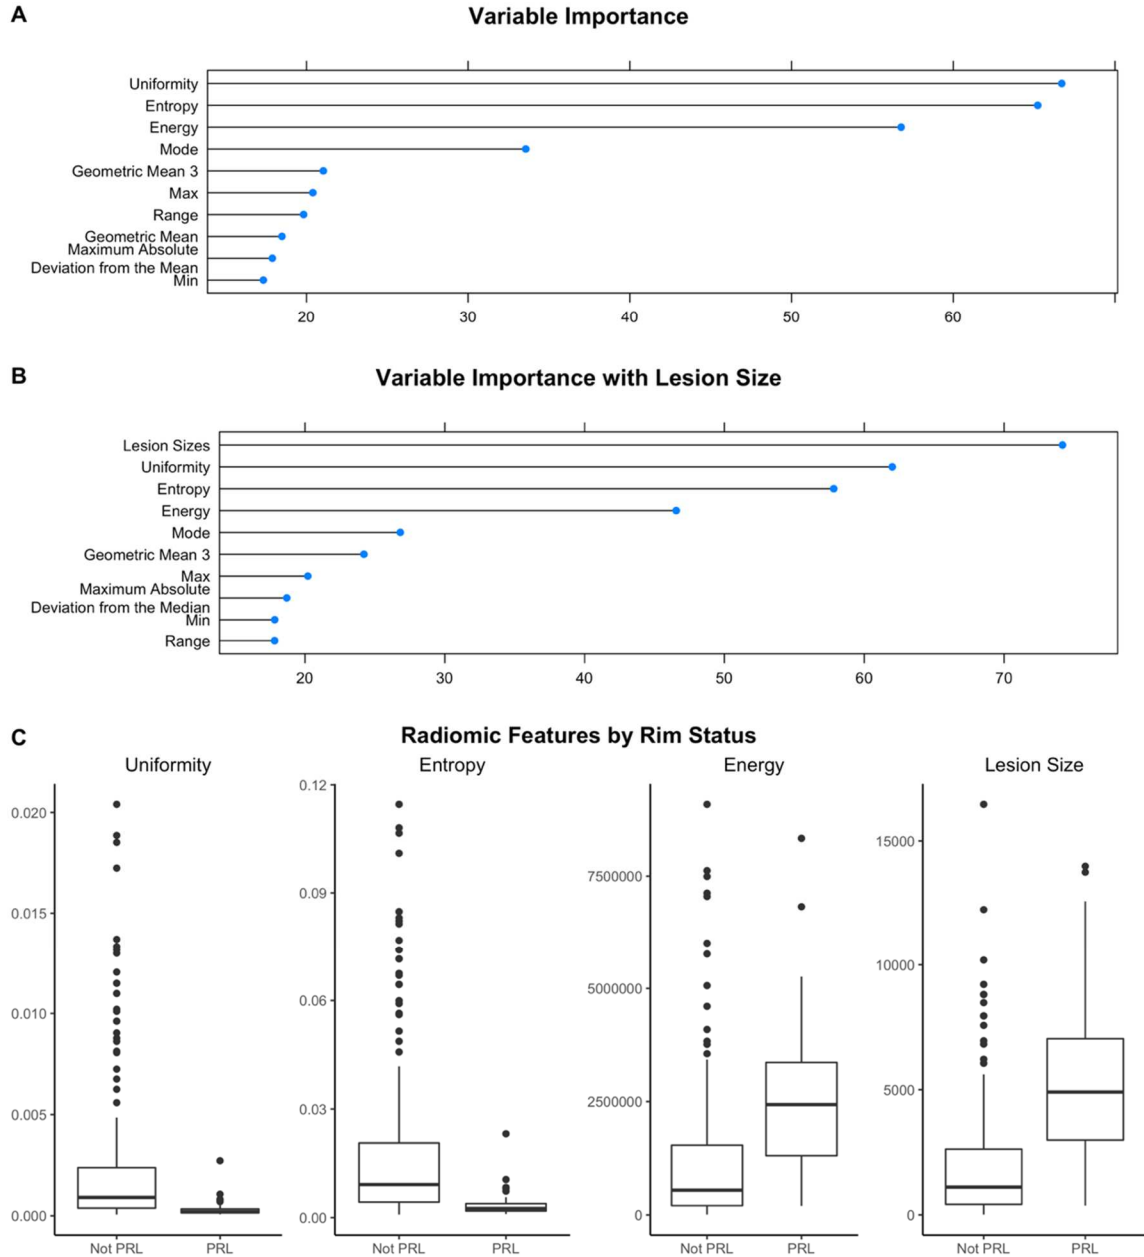 A
Variable Importance
Uniformity
Entropy
Energy
Mode
Geometric Mean 3
Max
Range
Geometric Mean
Maximum Absolute
Deviation from the Mean
Min
20 30 40 50 60
B
Variable Importance with Lesion Size
Lesion Sizes
Uniformity
Entropy
Energy
Mode
Geometric Mean 3
Max
Maximum Absolute
Deviation from the Median
Min
Range
20 30 40 50 60 70
C
Radiomic Features by Rim Status
Uniformity
0.020
0.015
0.010
0.005
0.000
Not PRL PRL
Entropy
0.12
0.09
0.06
0.03
0.00
Not PRL PRL
Energy
7500000
5000000
2500000
0
Not PRL PRL
Lesion Size
15000
10000
5000
0
Not PRL PRL